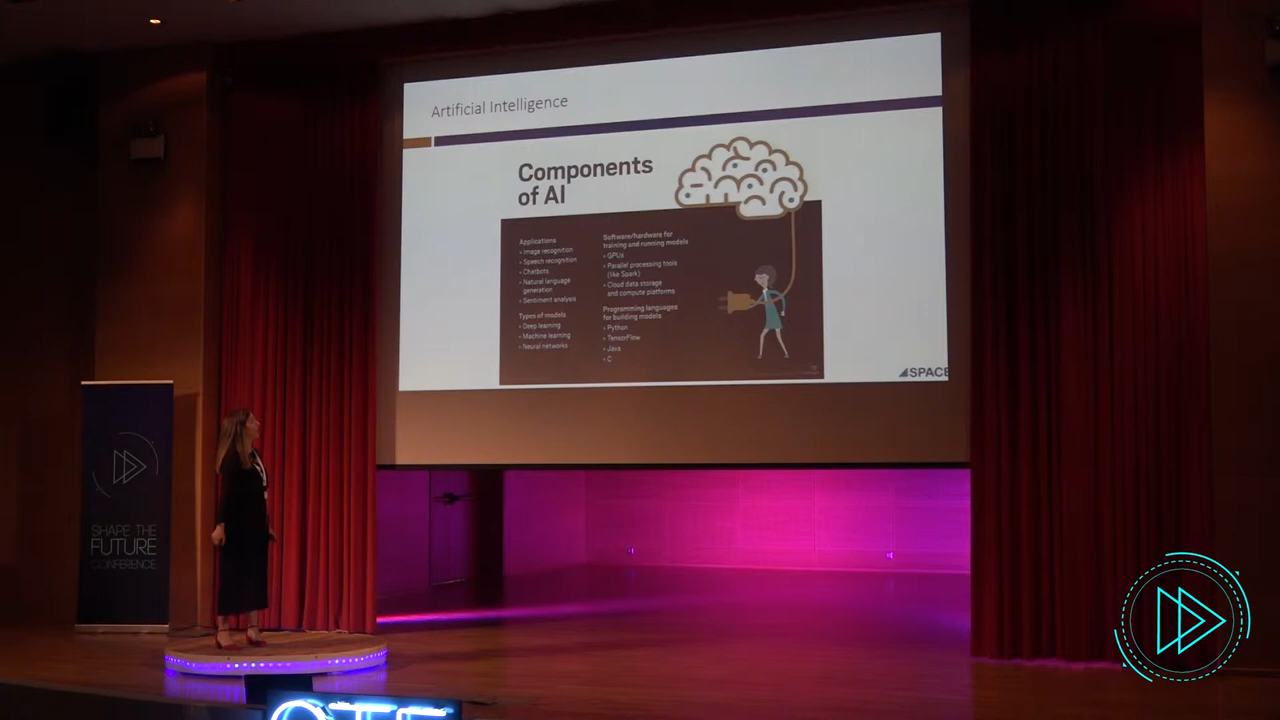 Artificial Intelligence
Components
of AI
Applications
• Image recognition
• Speech recognition
• Chatbots
• Natural language
generation
• Sentiment analysis
Types of models
• Deep learning
• Machine learning
• Neural networks
Software/hardware for
training and running models
• GPUs
• Parallel processing tools
(like Spark)
• Cloud data storage
and compute platforms
Programming languages
for building models
• Python
• TensorFlow
• Java
• C
SPACE
SHAPE THE
FUTURE
CONFERENCE